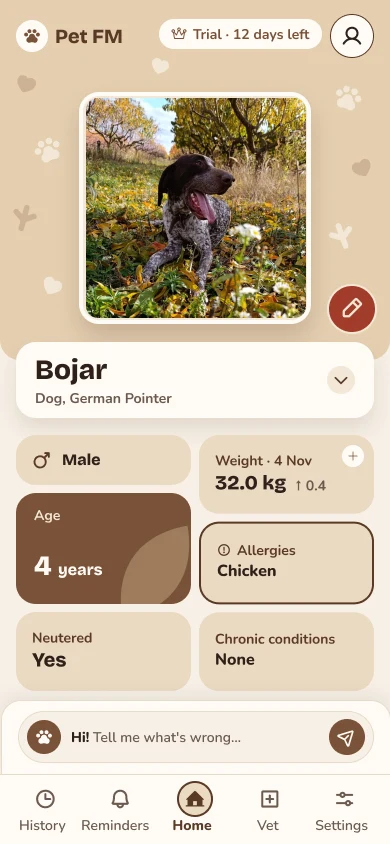 Pet FM
Trial · 12 days left
Bojar
Dog, German Pointer
Male
Weight · 4 Nov
32.0 kg ↑ 0.4
Age
4 years
Allergies
Chicken
Neutered
Yes
Chronic conditions
None
Hi! Tell me what's wrong...
History
Reminders
Home
Vet
Settings